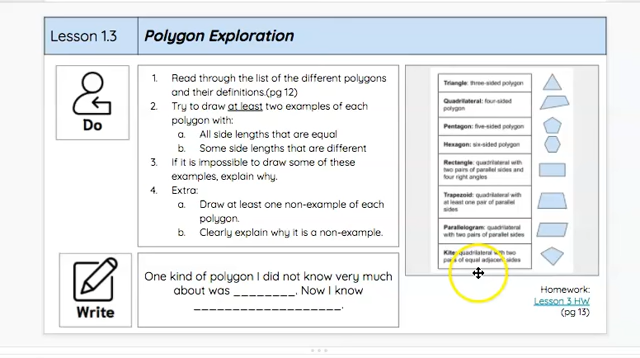 Lesson 1.3
Polygon Exploration
Do
1. Read through the list of the different polygons
and their definitions.(pg 12)
2. Try to draw at least two examples of each
polygon with:
a. All side lengths that are equal
b. Some side lengths that are different
3. If it is impossible to draw some of these
examples, explain why.
4. Extra:
a. Draw at least one non-example of each
polygon.
b. Clearly explain why it is a non-example.
Triangle: three-sided polygon
Quadrilateral: four-sided
polygon
Pentagon: five-sided polygon
Hexagon: six-sided polygon
Rectangle: quadrilateral with
two pairs of parallel sides and
four right angles
Trapezoid: quadrilateral with
at least one pair of parallel
sides
Parallelogram: quadrilateral
with two pairs of parallel sides
Kite: quadrilateral with two
pairs of equal adjacent sides
Write
One kind of polygon I did not know very much
about was ________. Now I know
___________________.
Homework:
Lesson 3 HW
(pg 13)